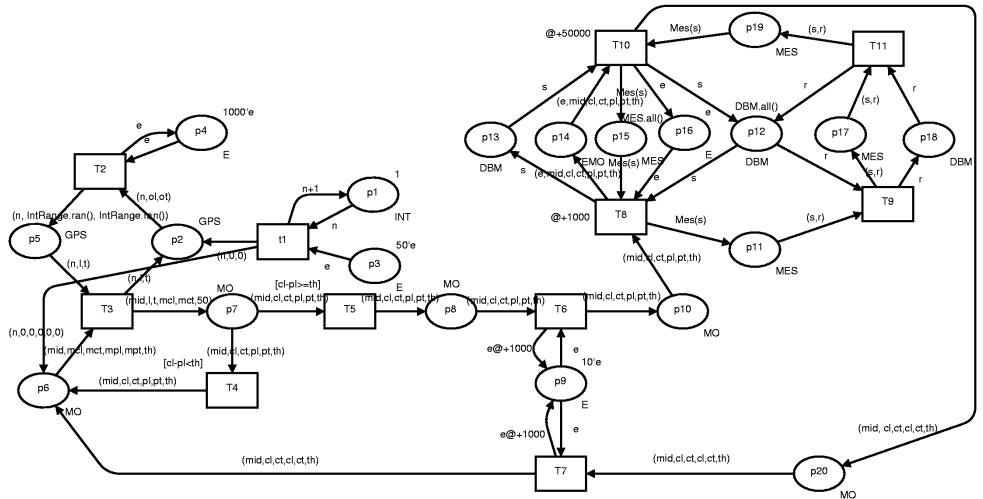 @+50000
T10
Mes(s)
p19
MES
(s,r)
T11
s
(e,mid,cl,ct,pl,pt,th)
Mes(s)
e
s
r
(s,r)
r
1000'e
e
e
p4
E
p13
DBM
p14
EMO
p15
MES.all()
Mes(s)
p16
MES
e
E
DBM.all()
p12
DBM
p17
MES
p18
DBM
T2
(n,ol,ot)
n+1
1
p1
INT
n
s
(e,mid,cl,ct,pl,pt,th)
e
s
r
(s,r)
r
T9
(n, IntRange.ran(), IntRange.ran())
GPS
p5
GPS
p2
t1
(n,0,0)
50'e
p3
e
E
@+1000
T8
Mes(s)
p11
MES
(s,r)
(n,l,t)
(n,l,t)
(mid,cl,ct,pl,pt,th)
T3
(mid,l,t,mcl,mct,50)
MO
p7
[cl-pl>=th]
(mid,cl,ct,pl,pt,th)
T5
(mid,cl,ct,pl,pt,th)
MO
p8
(mid,cl,ct,pl,pt,th)
T6
(mid,cl,ct,pl,pt,th)
p10
MO
(n,0,0,0,0,0)
(mid,mcl,mct,mpl,mpt,th)
(mid,cl,ct,pl,pt,th)
[cl-pl<th]
e@+1000
e
10'e
p6
MO
(mid,cl,ct,pl,pt,th)
T4
p9
E
e@+1000
e
(mid, cl,ct,cl,ct,th)
(mid,cl,ct,cl,ct,th)
T7
(mid,cl,ct,cl,ct,th)
p20
MO